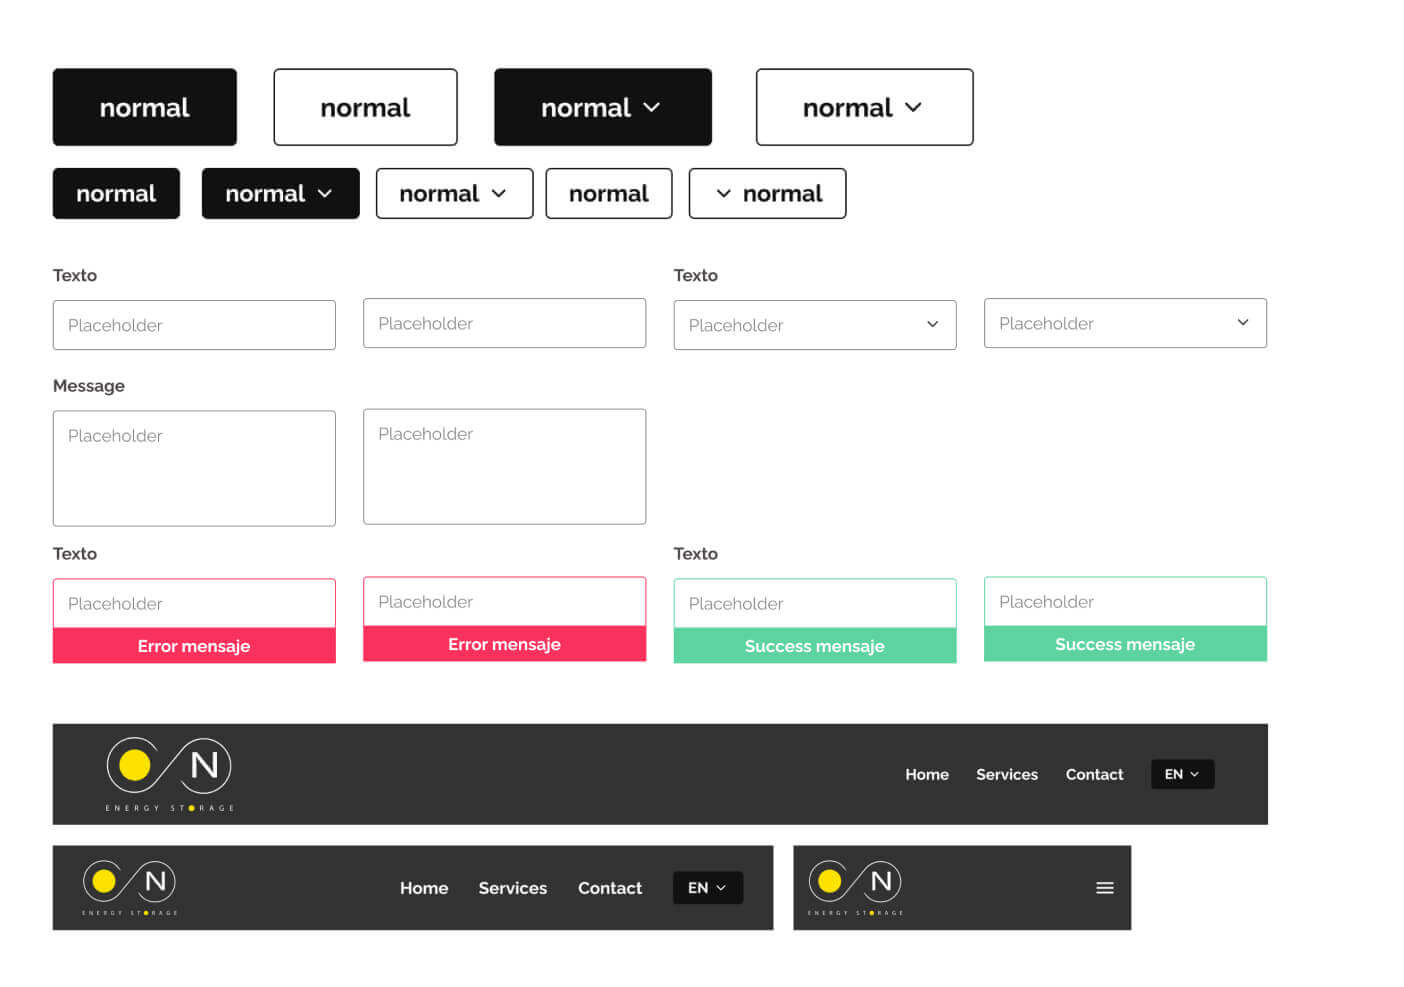 normal normal normal normal
normal normal normal normal normal
Texto Texto
Placeholder Placeholder Placeholder Placeholder
Message
Placeholder Placeholder
Texto Texto
Placeholder Placeholder Placeholder Placeholder
Error mensaje Error mensaje Success mensaje Success mensaje
N Home Services Contact EN
ENERGY STORAGE
N Home Services Contact EN N
ENERGY STORAGE ENERGY STORAGE